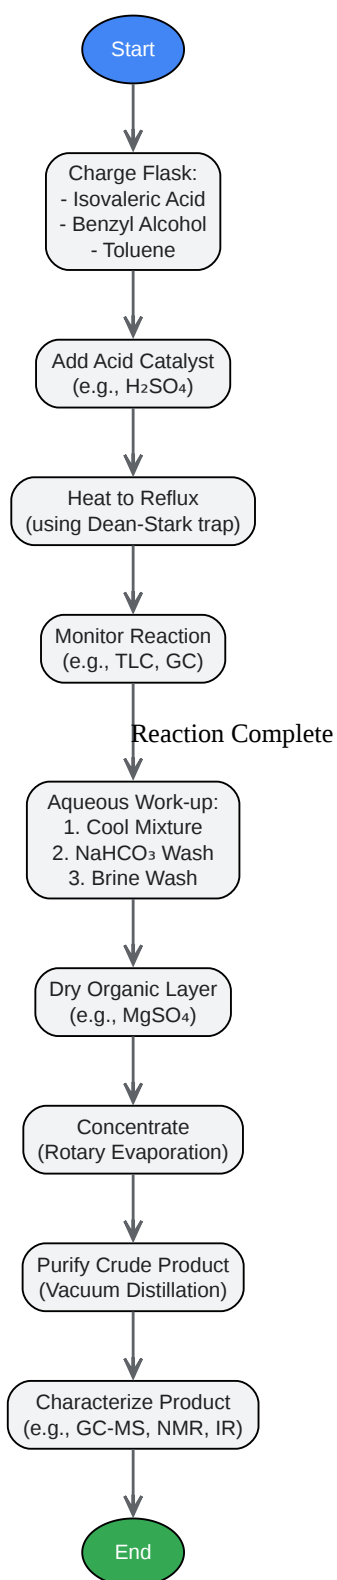 Start
Charge Flask:
- Isovaleric Acid
- Benzyl Alcohol
- Toluene
Add Acid Catalyst
(e.g., H₂SO₄)
Heat to Reflux
(using Dean-Stark trap)
Monitor Reaction
(e.g., TLC, GC)
Reaction Complete
Aqueous Work-up:
1. Cool Mixture
2. NaHCO₃ Wash
3. Brine Wash
Dry Organic Layer
(e.g., MgSO₄)
Concentrate
(Rotary Evaporation)
Purify Crude Product
(Vacuum Distillation)
Characterize Product
(e.g., GC-MS, NMR, IR)
End